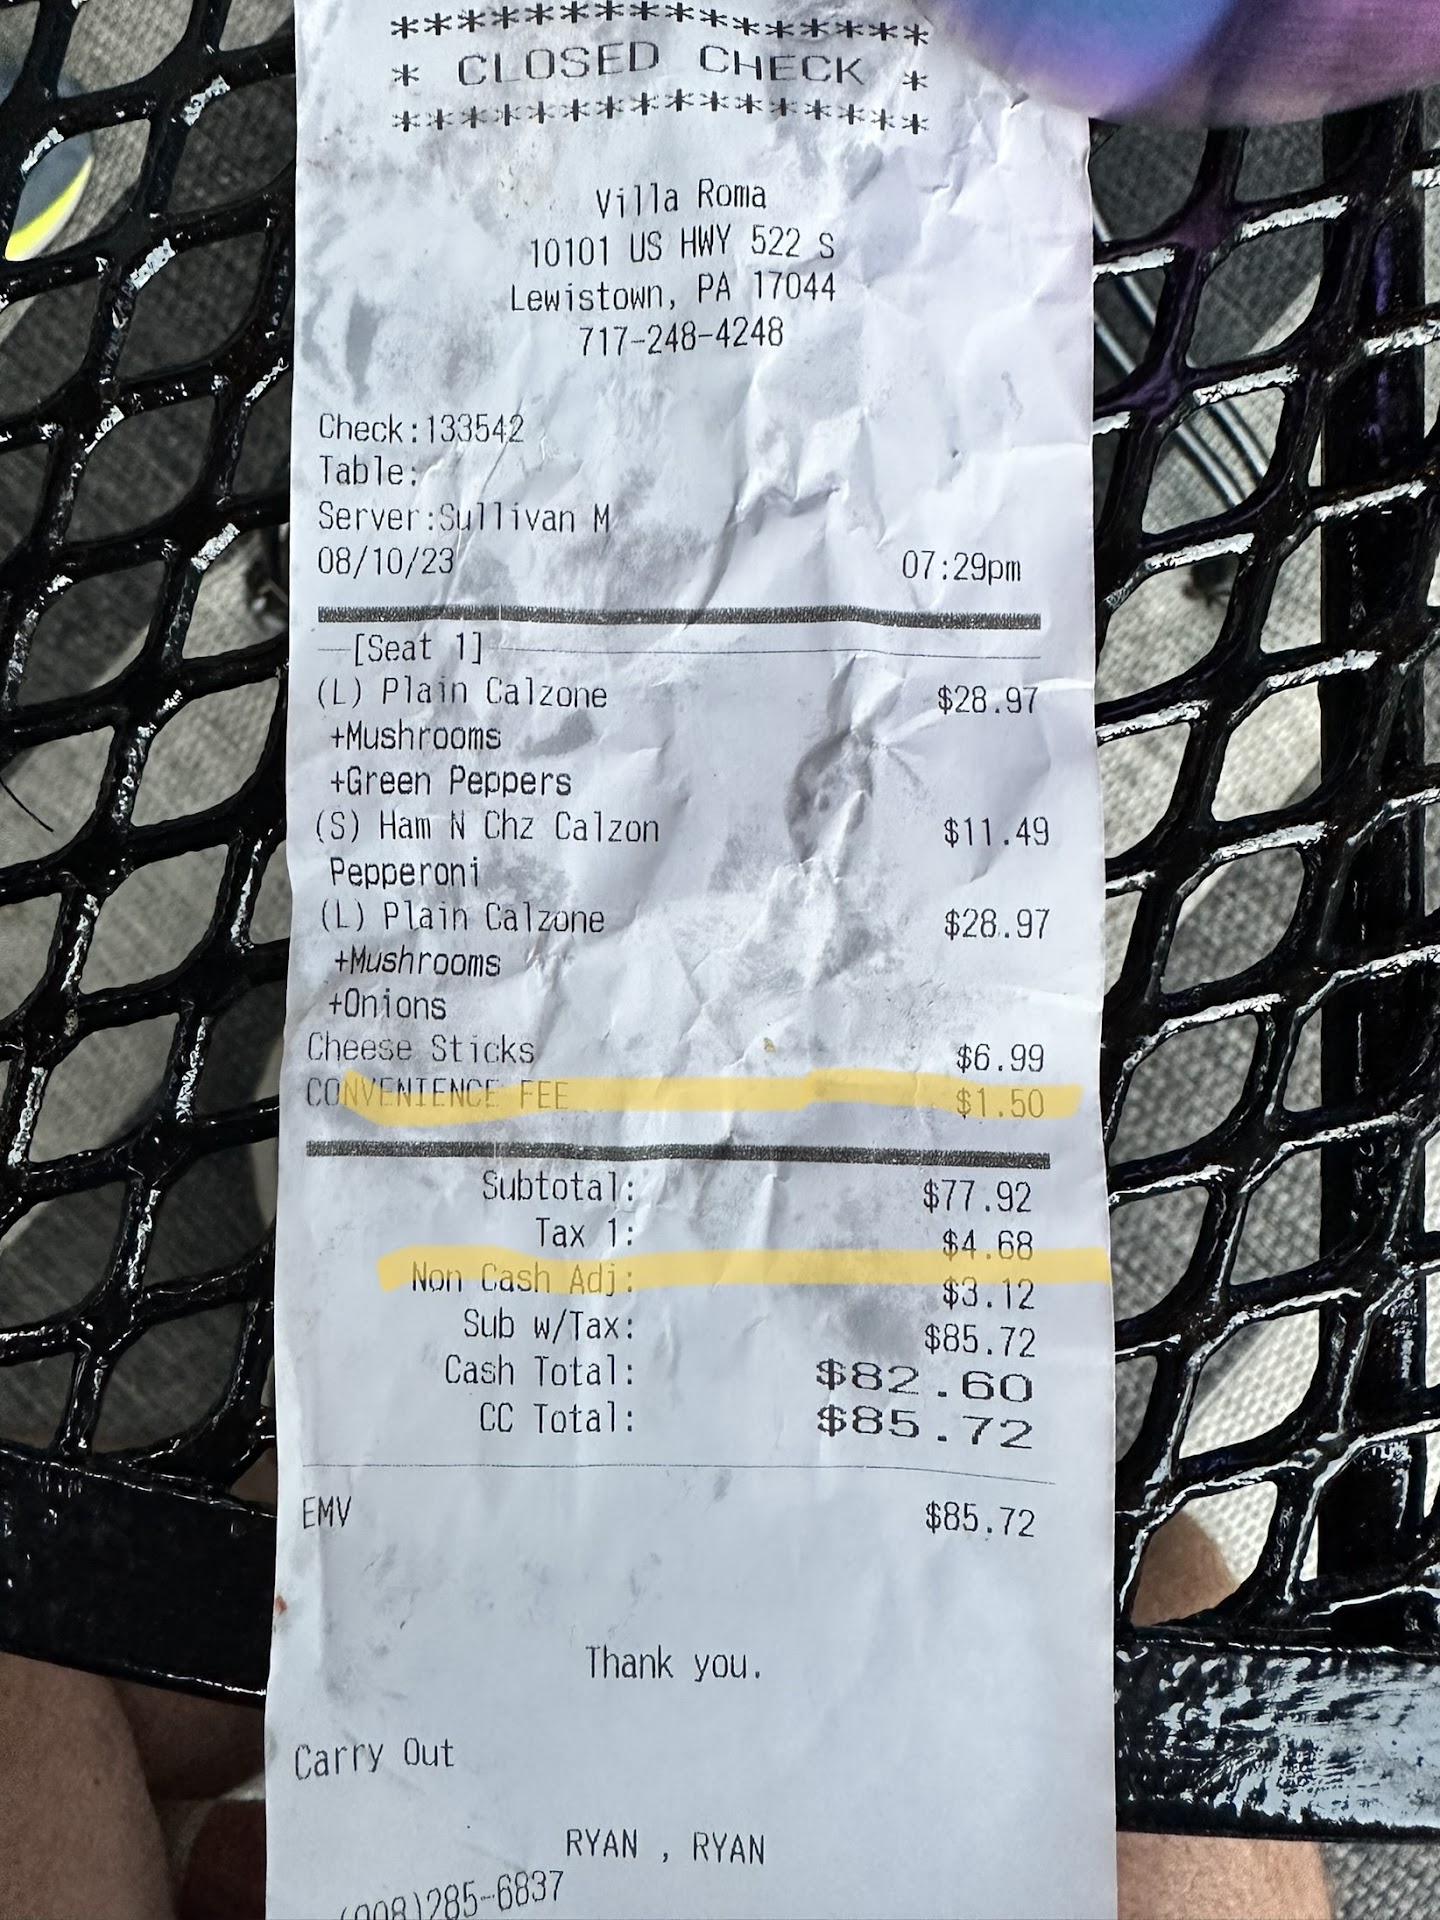 *****************
* CLOSED CHECK *
*****************
Villa Roma
10101 US HWY 522 S
Lewistown, PA 17044
717-248-4248
Check:133542
Table:
Server:Sullivan M
08/10/23 07:29pm
[Seat 1]
(L) Plain Calzone $28.97
+Mushrooms
+Green Peppers
(S) Ham N Chz Calzon $11.49
Pepperoni
(L) Plain Calzone $28.97
+Mushrooms
+Onions
Cheese Sticks $6.99
CONVENIENCE FEE $1.50
Subtotal: $77.92
Tax 1: $4.68
Non Cash Adj: $3.12
Sub w/Tax: $85.72
Cash Total: $82.60
CC Total: $85.72
EMV $85.72
Thank you.
Carry Out
RYAN , RYAN
285-6837